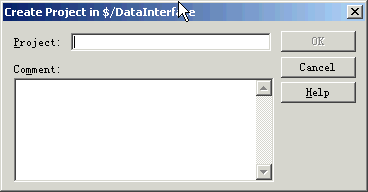 Create Project in $/DataInterface
Project:
OK
Cancel
Comment:
Help